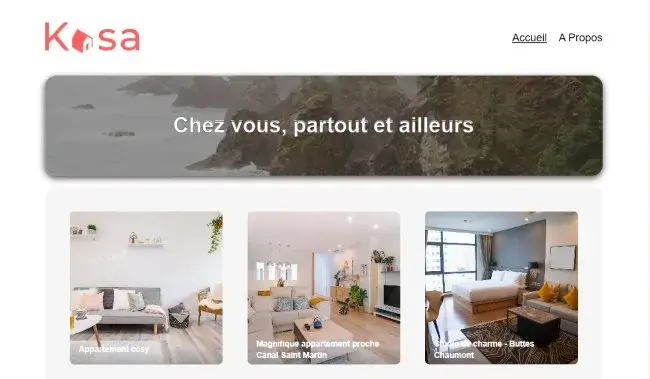 Kasa
Accueil A Propos
Chez vous, partout et ailleurs
Appartement cosy
Magnifique appartement proche
Canal Saint Martin
Studio de charme - Buttes
Chaumont